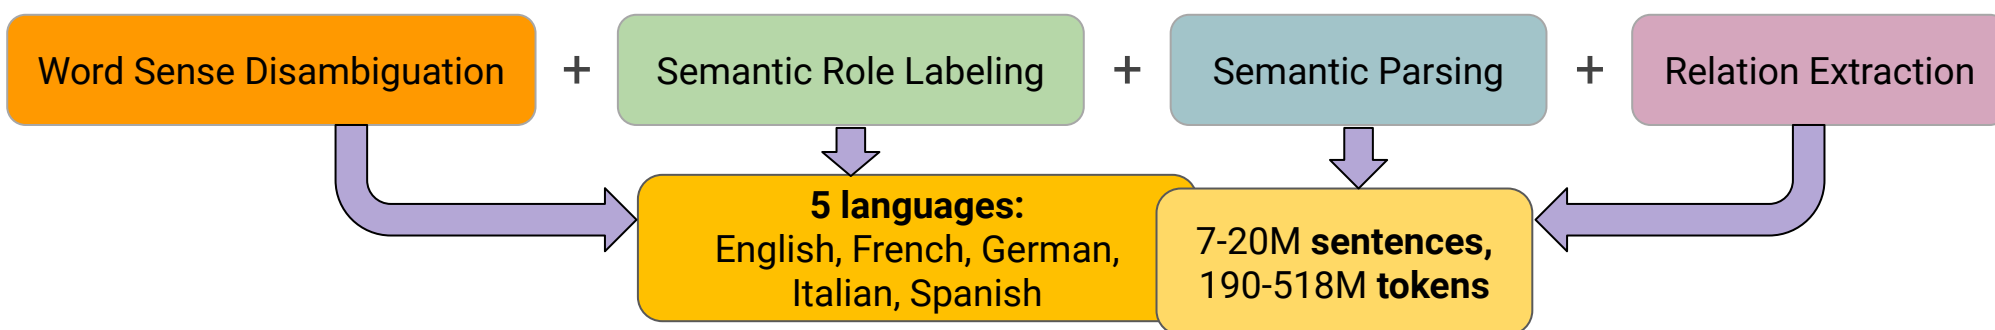 Word Sense Disambiguation + Semantic Role Labeling + Semantic Parsing + Relation Extraction
5 languages:
English, French, German,
Italian, Spanish
7-20M sentences,
190-518M tokens